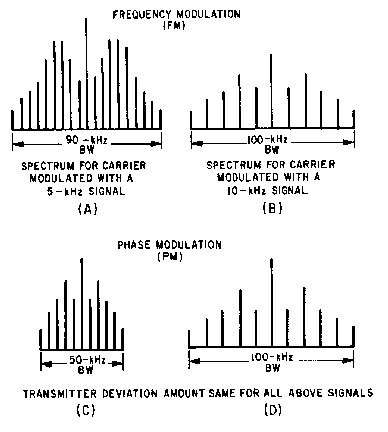 FREQUENCY MODULATION
(FM)
90-kHz
BW
SPECTRUM FOR CARRIER
MODULATED WITH A
5-kHz SIGNAL
(A)
100-kHz
BW
SPECTRUM FOR CARRIER
MODULATED WITH A
10-kHz SIGNAL
(B)
PHASE MODULATION
(PM)
50-kHz
BW
100-kHz
BW
TRANSMITTER DEVIATION AMOUNT SAME FOR ALL ABOVE SIGNALS
(C)
(D)